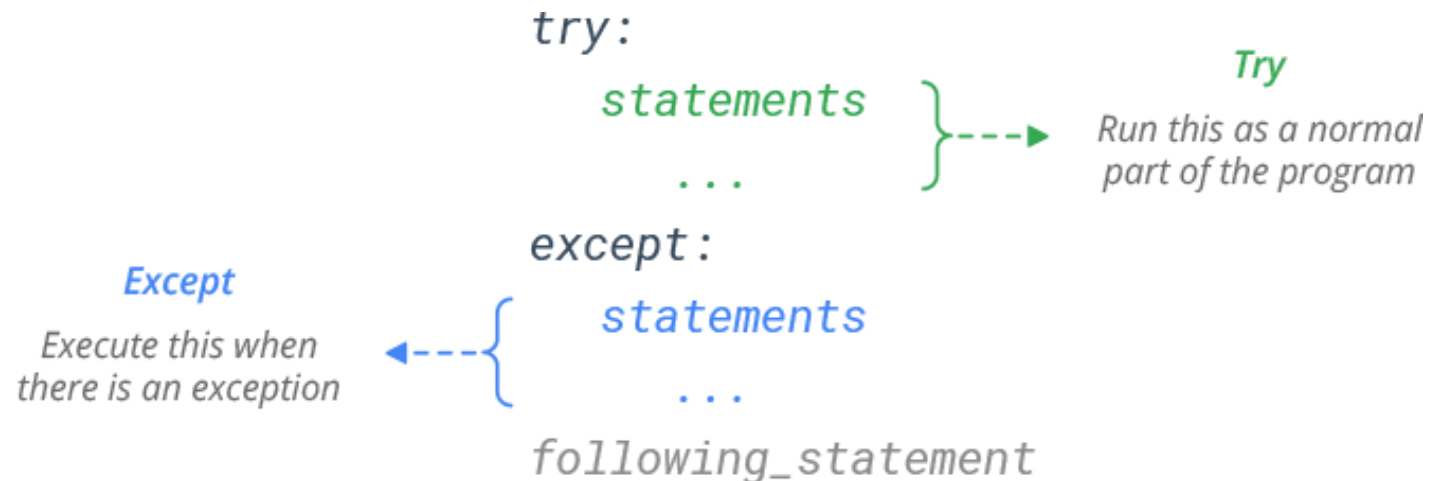 try:
statements
...
Try
Run this as a normal
part of the program
except:
Except
Execute this when
there is an exception
statements
...
following_statement